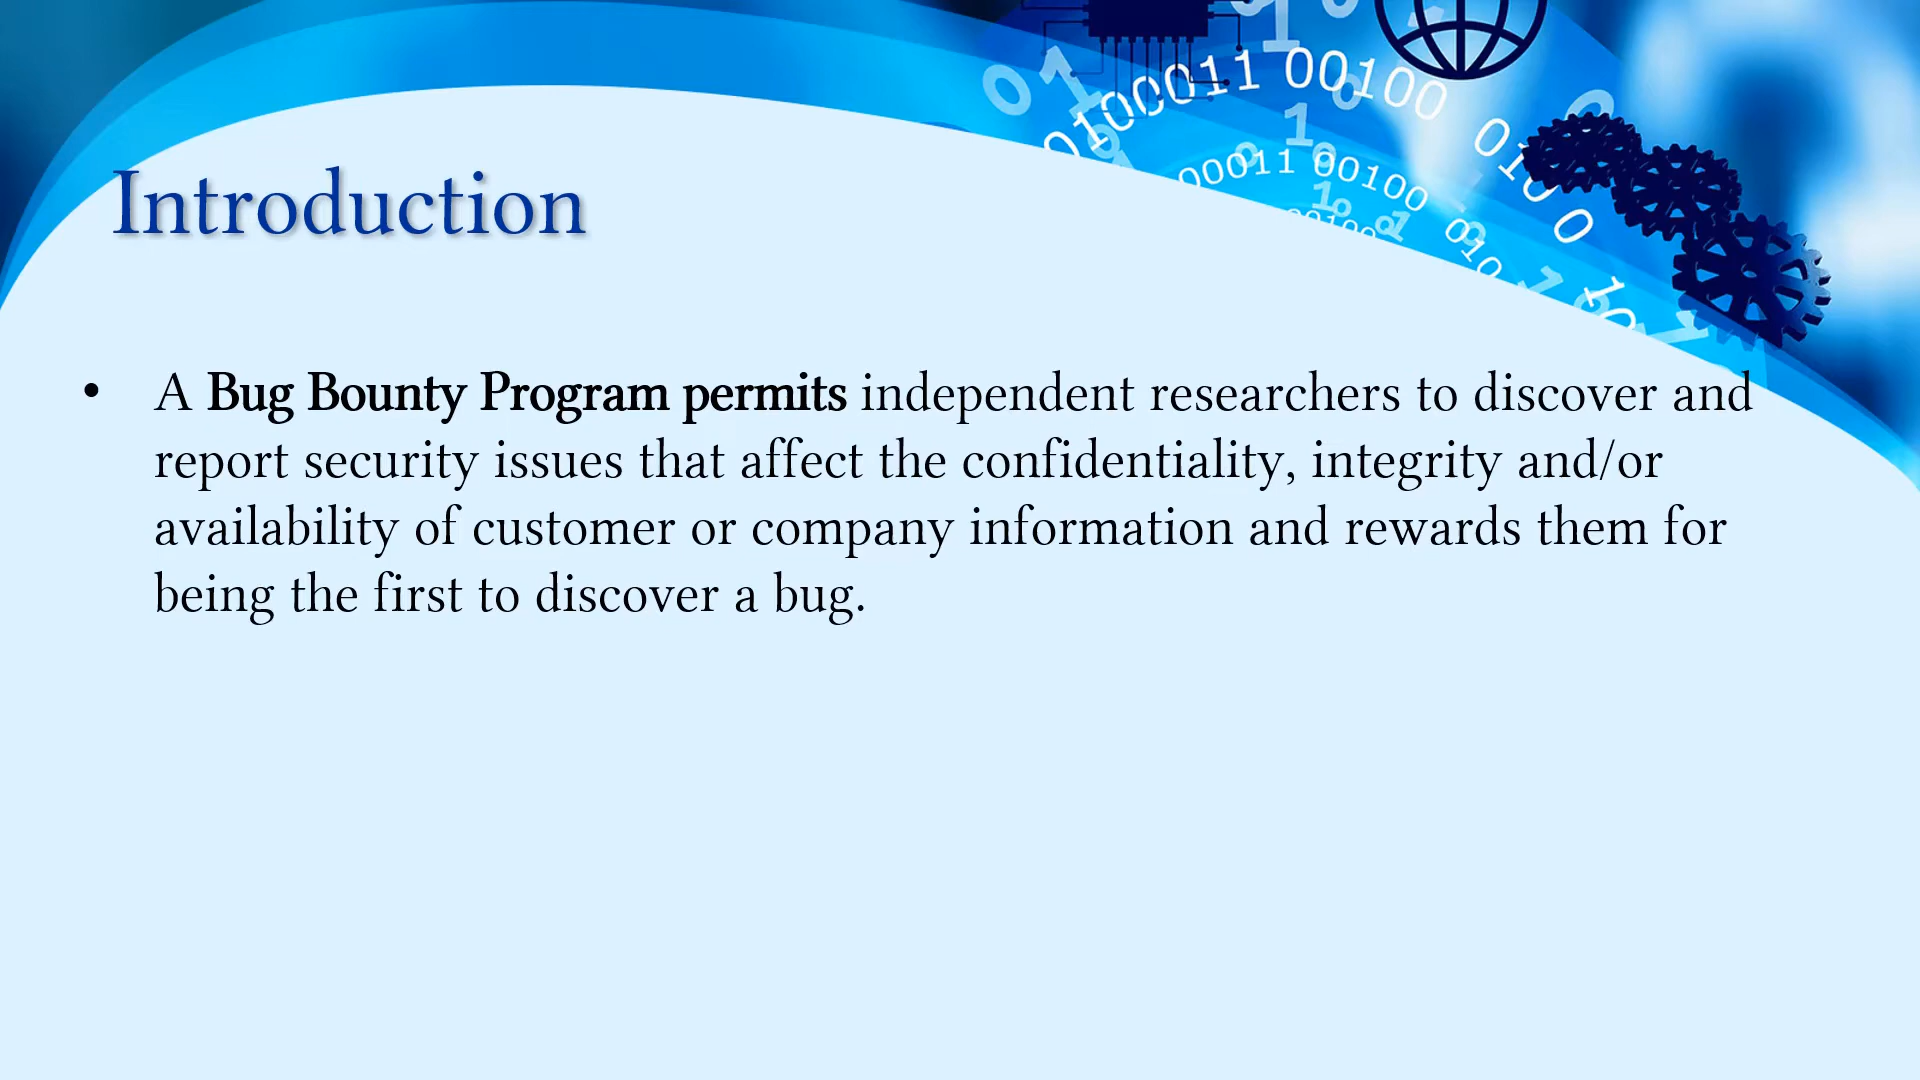 Introduction
• A Bug Bounty Program permits independent researchers to discover and
report security issues that affect the confidentiality, integrity and/or
availability of customer or company information and rewards them for
being the first to discover a bug.